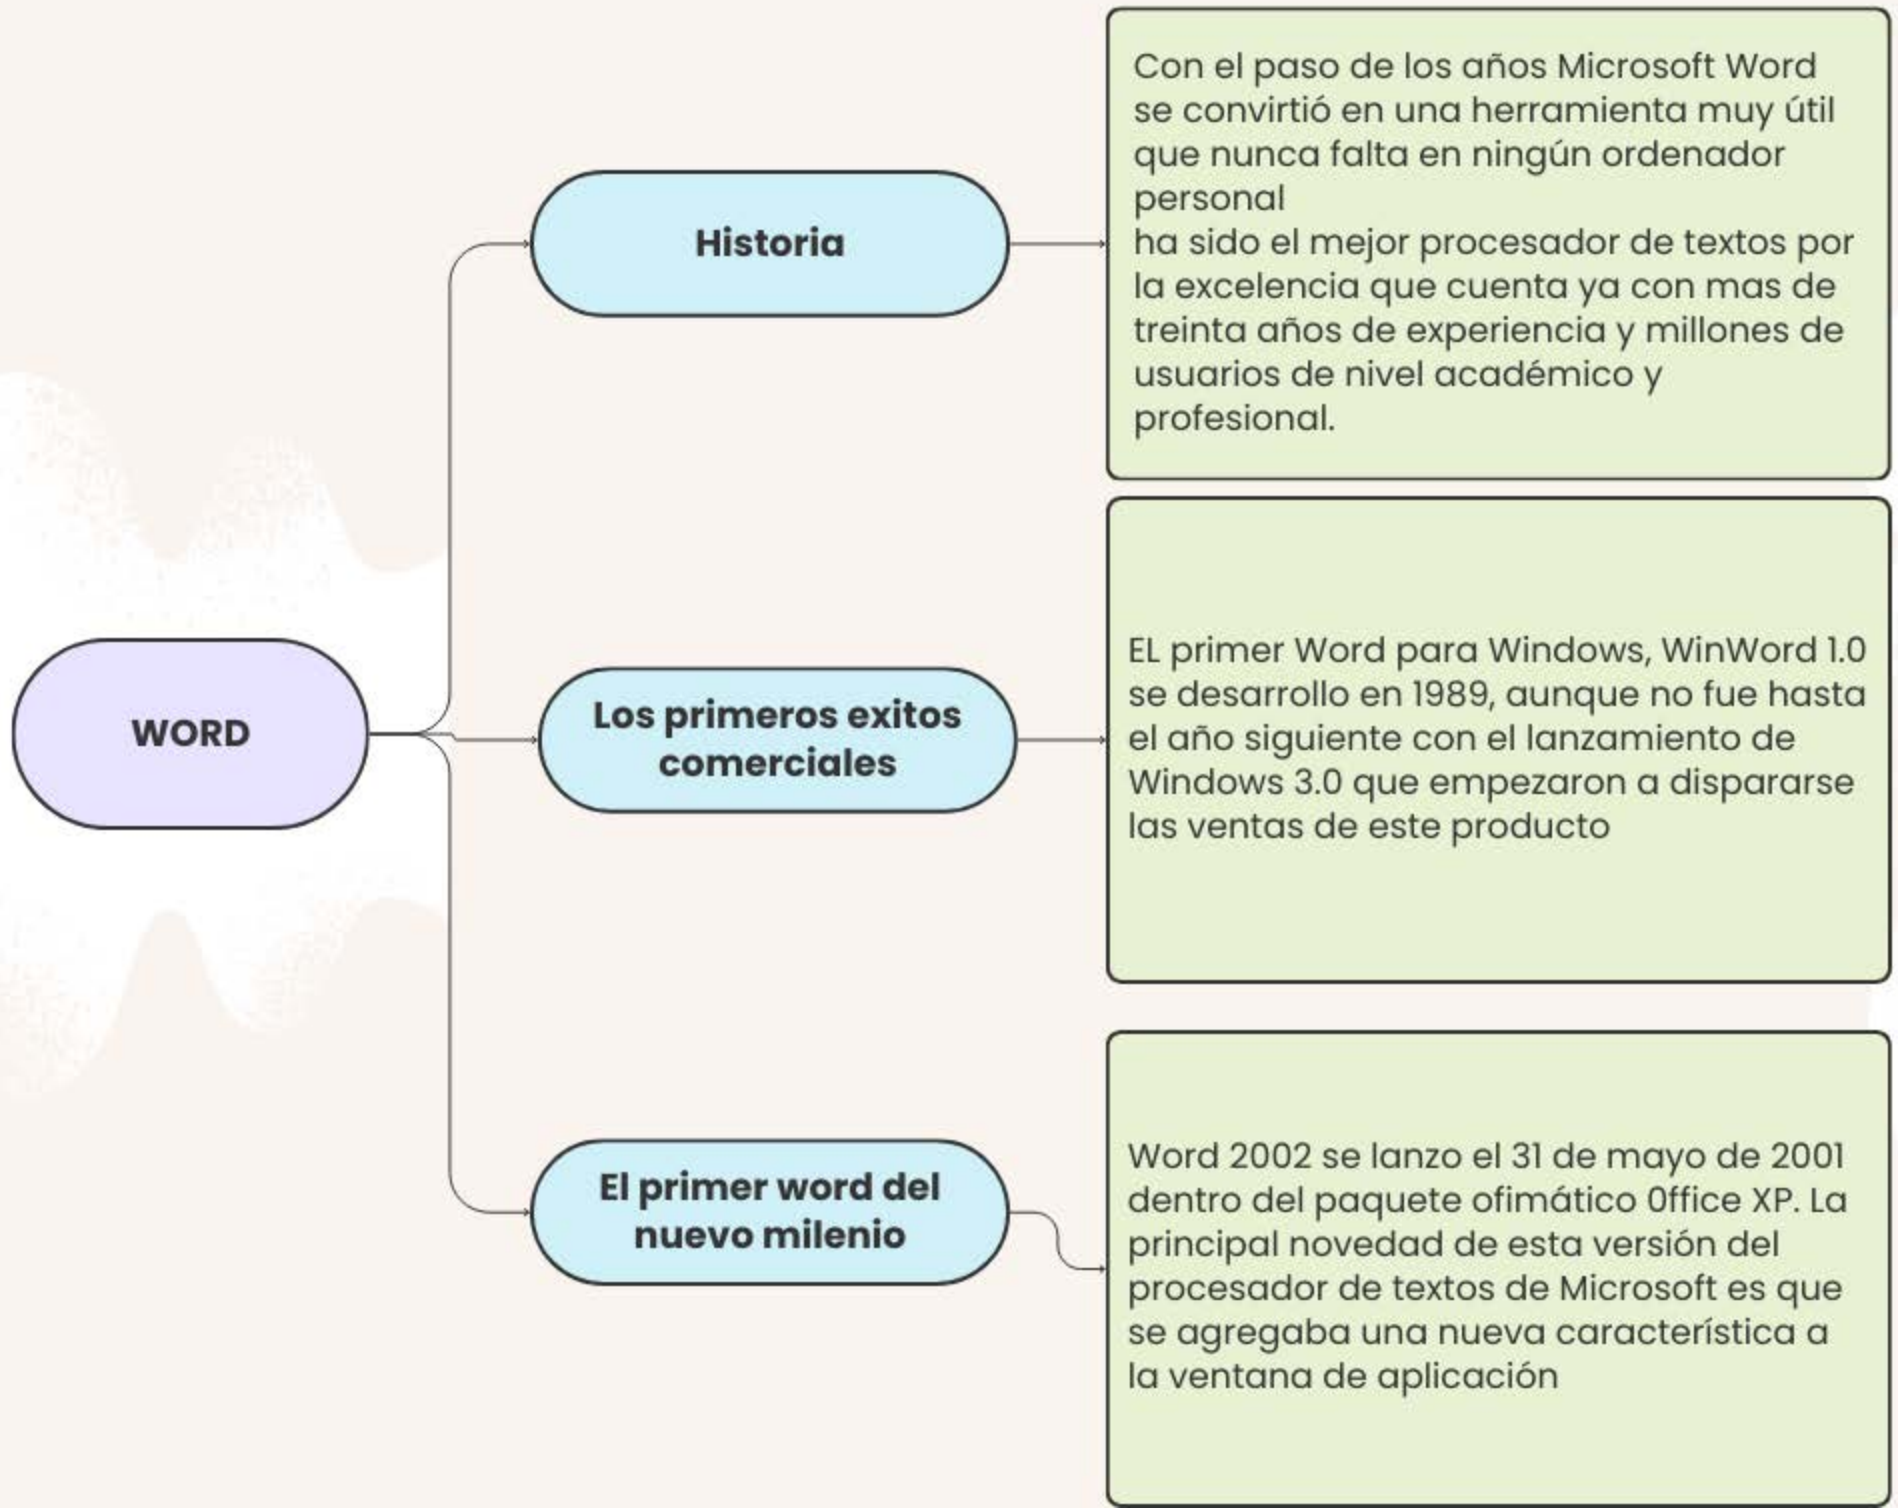 WORD
Historia
Con el paso de los años Microsoft Word
se convirtió en una herramienta muy útil
que nunca falta en ningún ordenador
personal
ha sido el mejor procesador de textos por
la excelencia que cuenta ya con mas de
treinta años de experiencia y millones de
usuarios de nivel académico y
profesional.
Los primeros exitos
comerciales
EL primer Word para Windows, WinWord 1.0
se desarrollo en 1989, aunque no fue hasta
el año siguiente con el lanzamiento de
Windows 3.0 que empezaron a dispararse
las ventas de este producto
El primer word del
nuevo milenio
Word 2002 se lanzo el 31 de mayo de 2001
dentro del paquete ofimático 0ffice XP. La
principal novedad de esta versión del
procesador de textos de Microsoft es que
se agregaba una nueva característica a
la ventana de aplicación